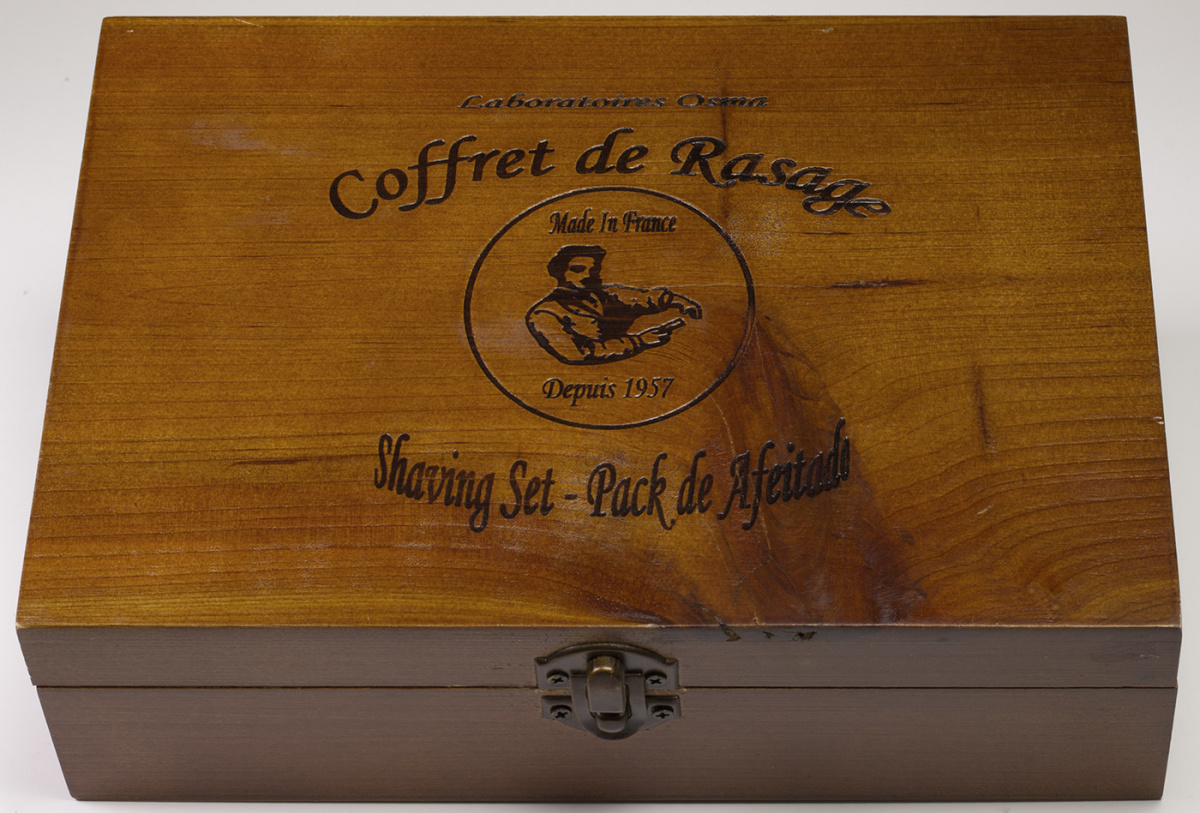 Laboratoires Osma
Coffret de Rasage
Made In France
Depuis 1957
Shaving Set - Pack de Afeitado